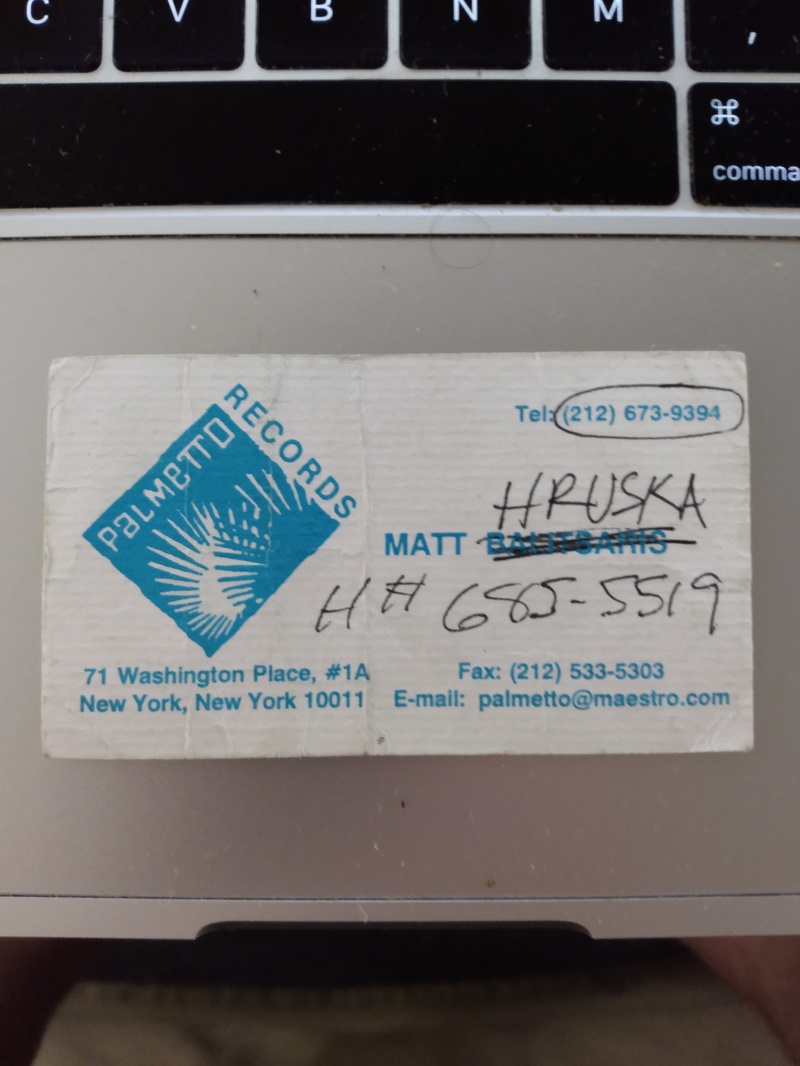 C V B N M ,
⌘
comma
PALMETTO
RECORDS
Tel: (212) 673-9394
HRUSKA
MATT BALITSARIS
H # 685-5519
71 Washington Place, #1A
New York, New York 10011
Fax: (212) 533-5303
E-mail: palmetto@maestro.com